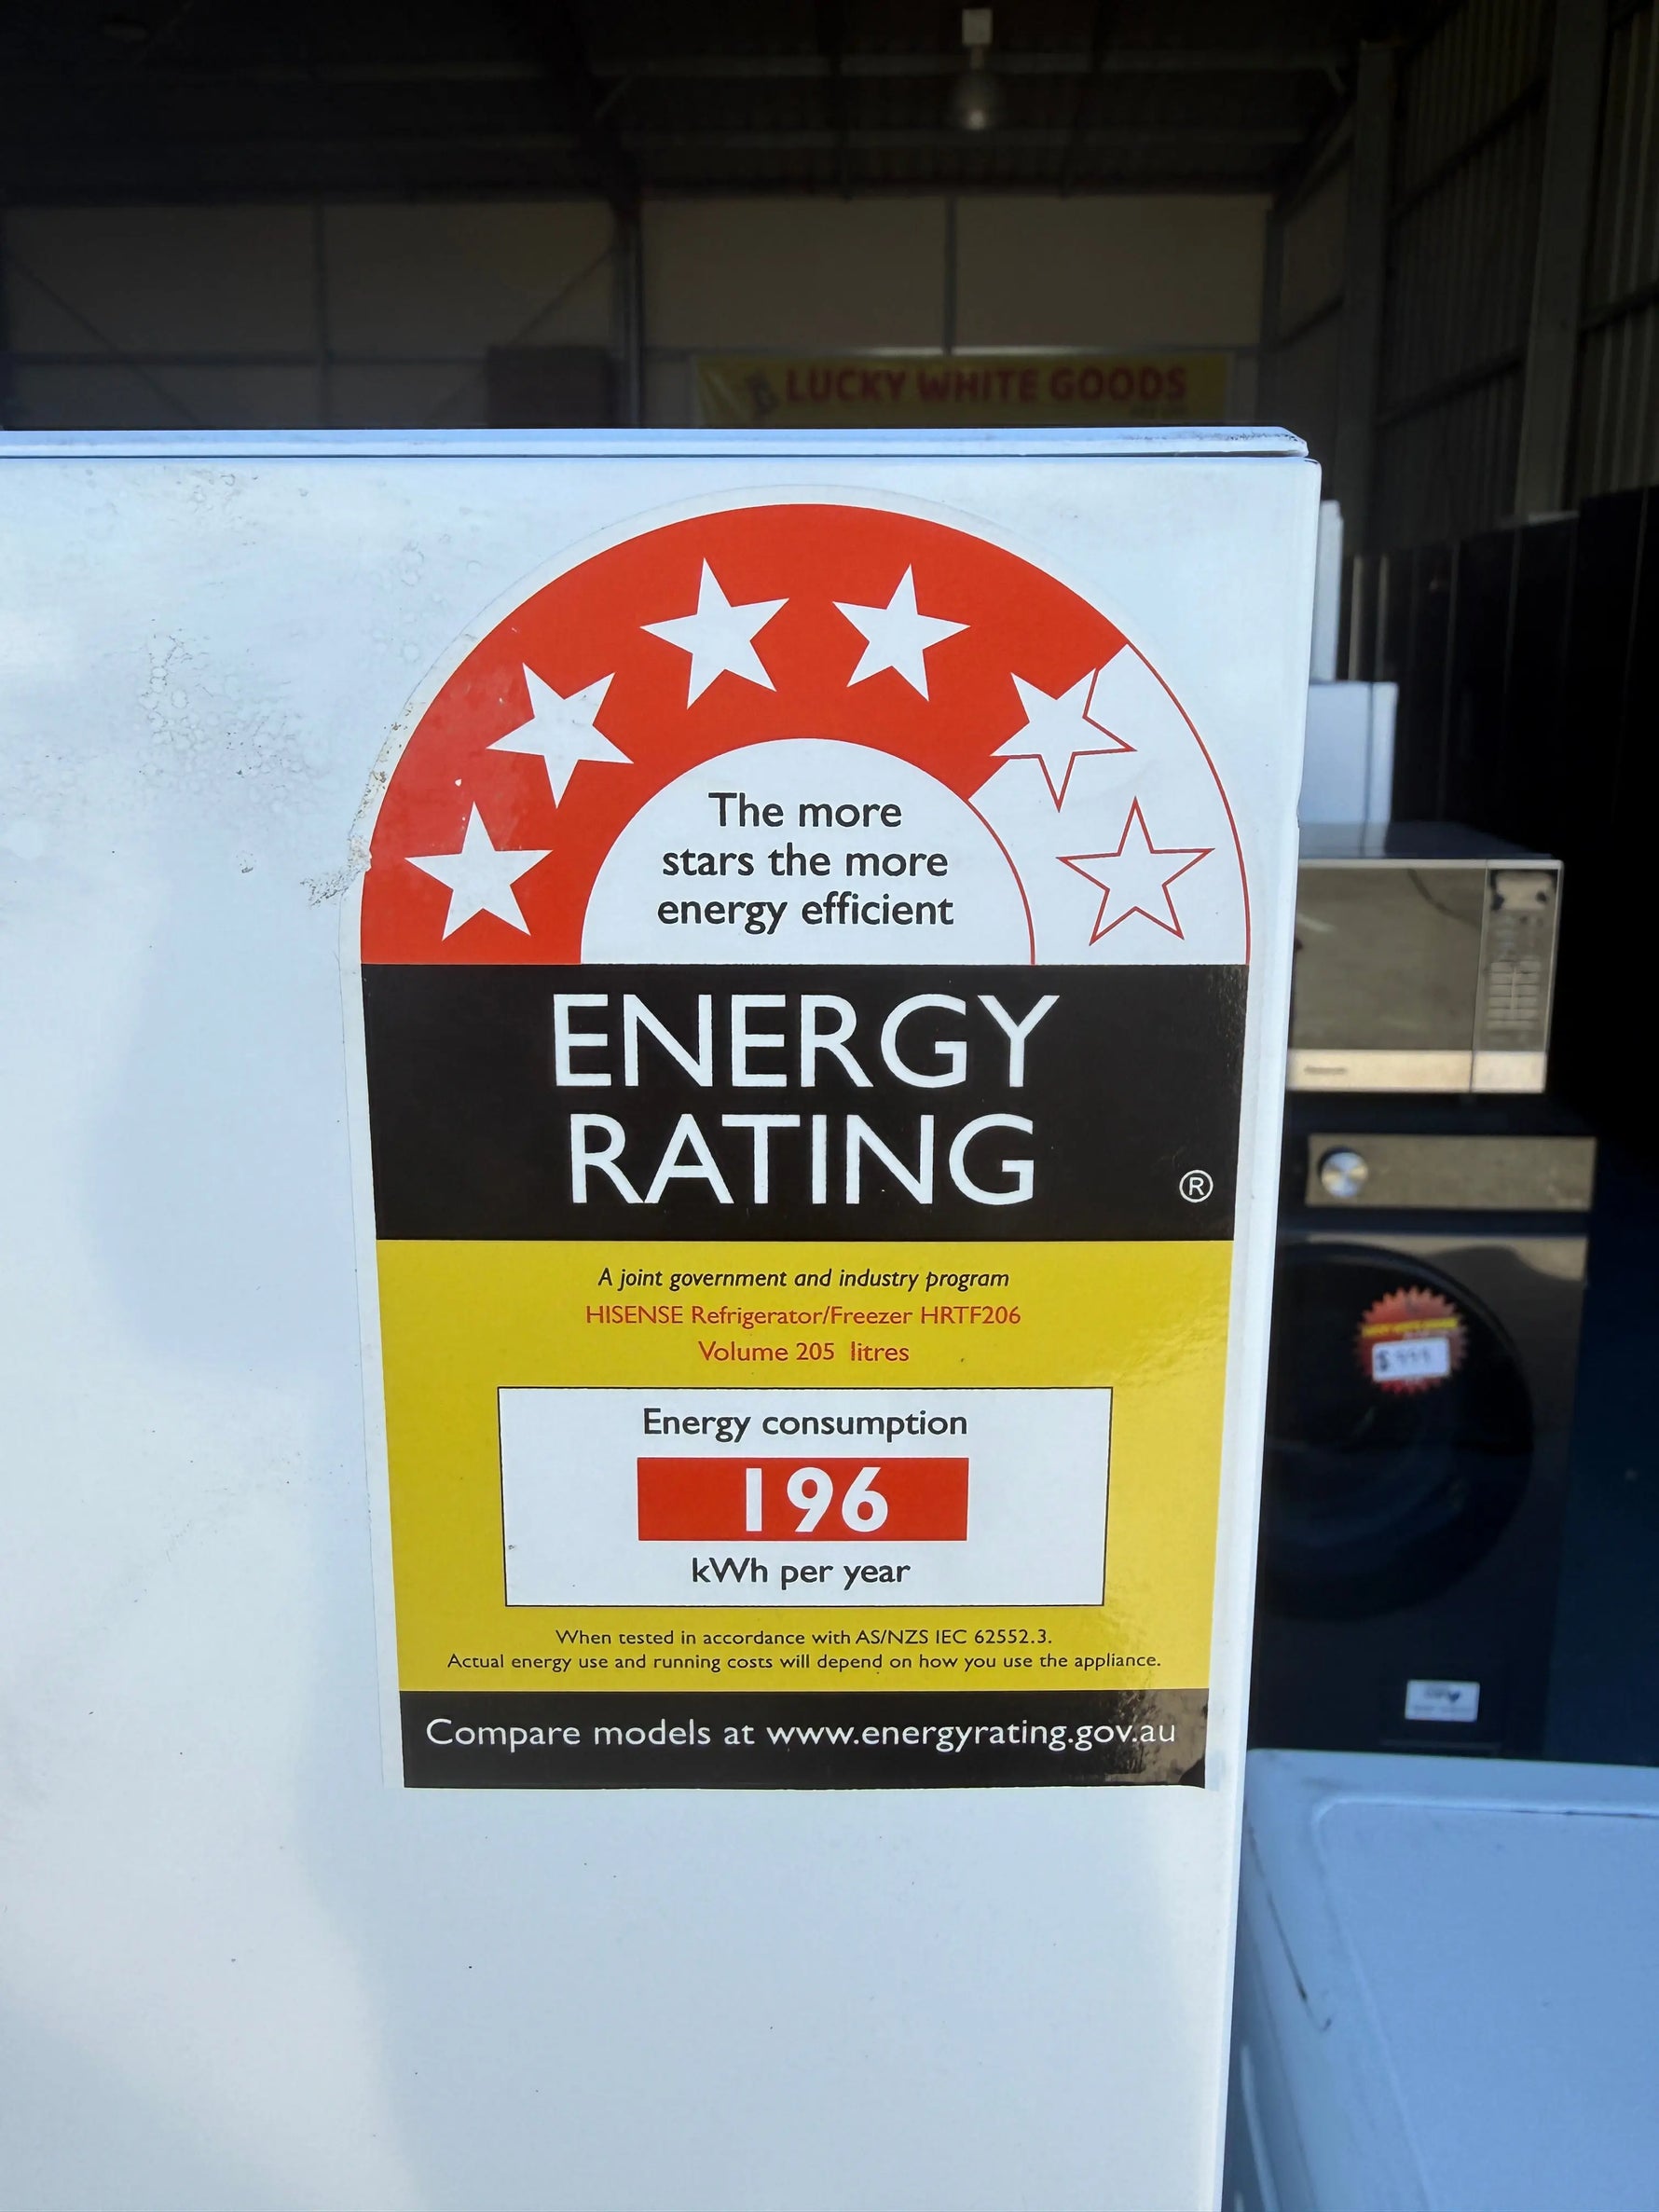 LUCKY WHITE GOODS
The more
stars the more
energy efficient
ENERGY
RATING
®
A joint government and industry program
HISENSE Refrigerator/Freezer HRTF206
Volume 205 litres
Energy consumption
196
kWh per year
When tested in accordance with AS/NZS IEC 62552.3.
Actual energy use and running costs will depend on how you use the appliance.
Compare models at www.energyrating.gov.au